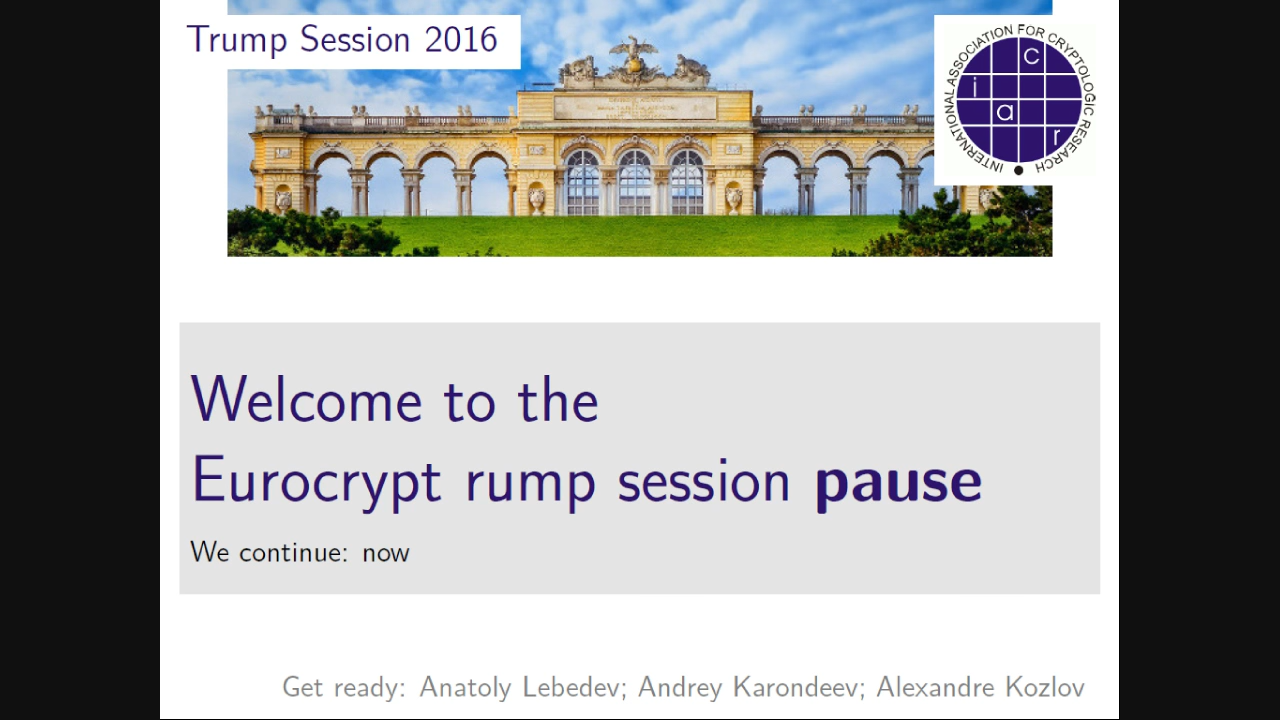 Trump Session 2016
INTERNATIONAL ASSOCIATION FOR CRYPTOLOGIC RESEARCH
i a c r
Welcome to the
Eurocrypt rump session pause
We continue: now
Get ready: Anatoly Lebedev; Andrey Karondeev; Alexandre Kozlov